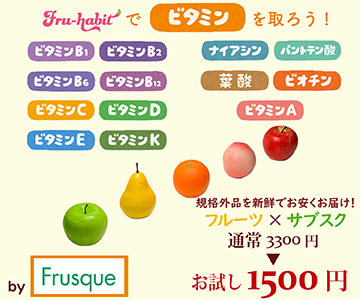 Fru-habit で ビタミン を取ろう!
ビタミンB1 ビタミンB2 ナイアシン パントテン酸
ビタミンB6 ビタミンB12 葉酸 ビオチン
ビタミンC ビタミンD ビタミンA
ビタミンE ビタミンK
規格外品を新鮮でお安くお届け!
フルーツ × サブスク
通常 3300 円
お試し 1500 円
by Frusque